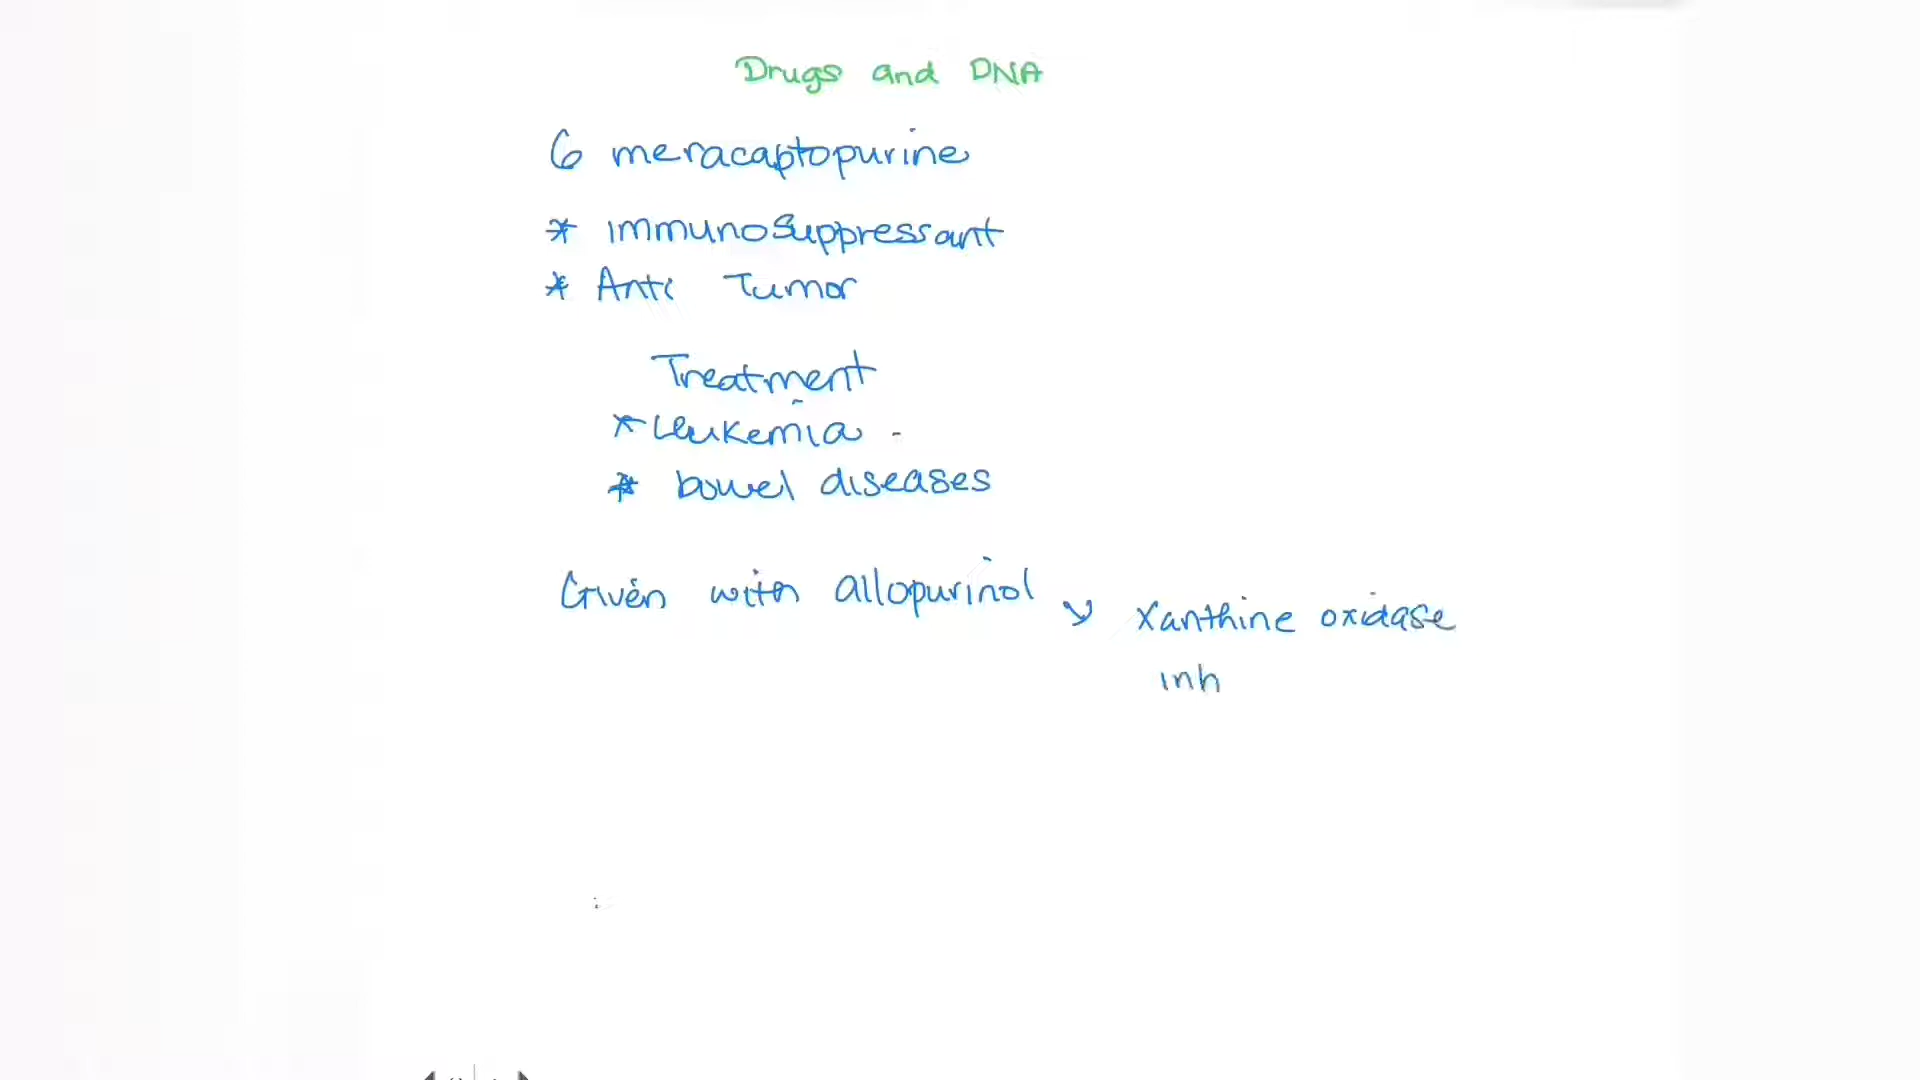 Drugs and DNA
6 meracaptopurine
* immunosuppressant
* Anti Tumor
Treatment
* Leukemia -
* bowel diseases
Given with allopurinol
Xanthine oxidase
inh